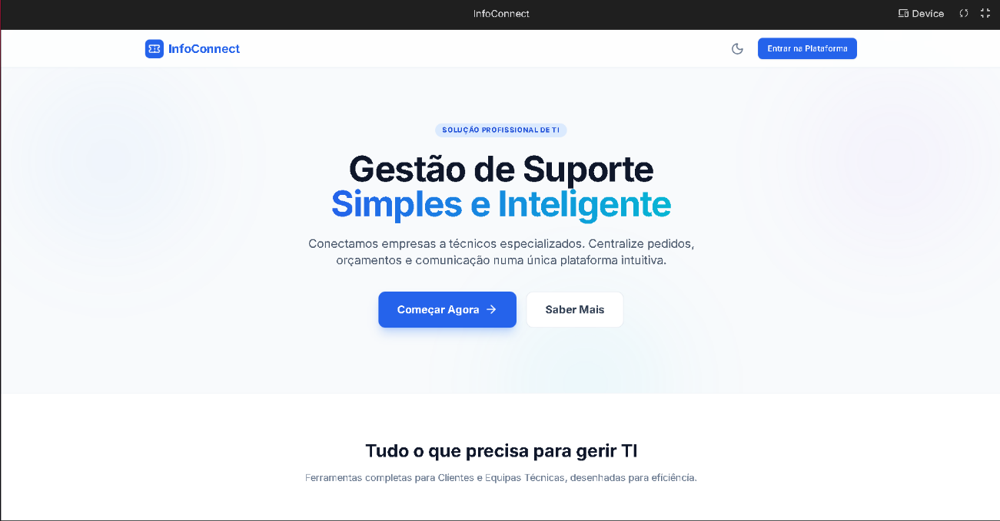 InfoConnect
Device
InfoConnect
Entrar na Plataforma
SOLUÇÃO PROFISSIONAL DE TI
Gestão de Suporte
Simples e Inteligente
Conectamos empresas a técnicos especializados. Centralize pedidos,
orçamentos e comunicação numa única plataforma intuitiva.
Começar Agora
Saber Mais
Tudo o que precisa para gerir TI
Ferramentas completas para Clientes e Equipas Técnicas, desenhadas para eficiência.